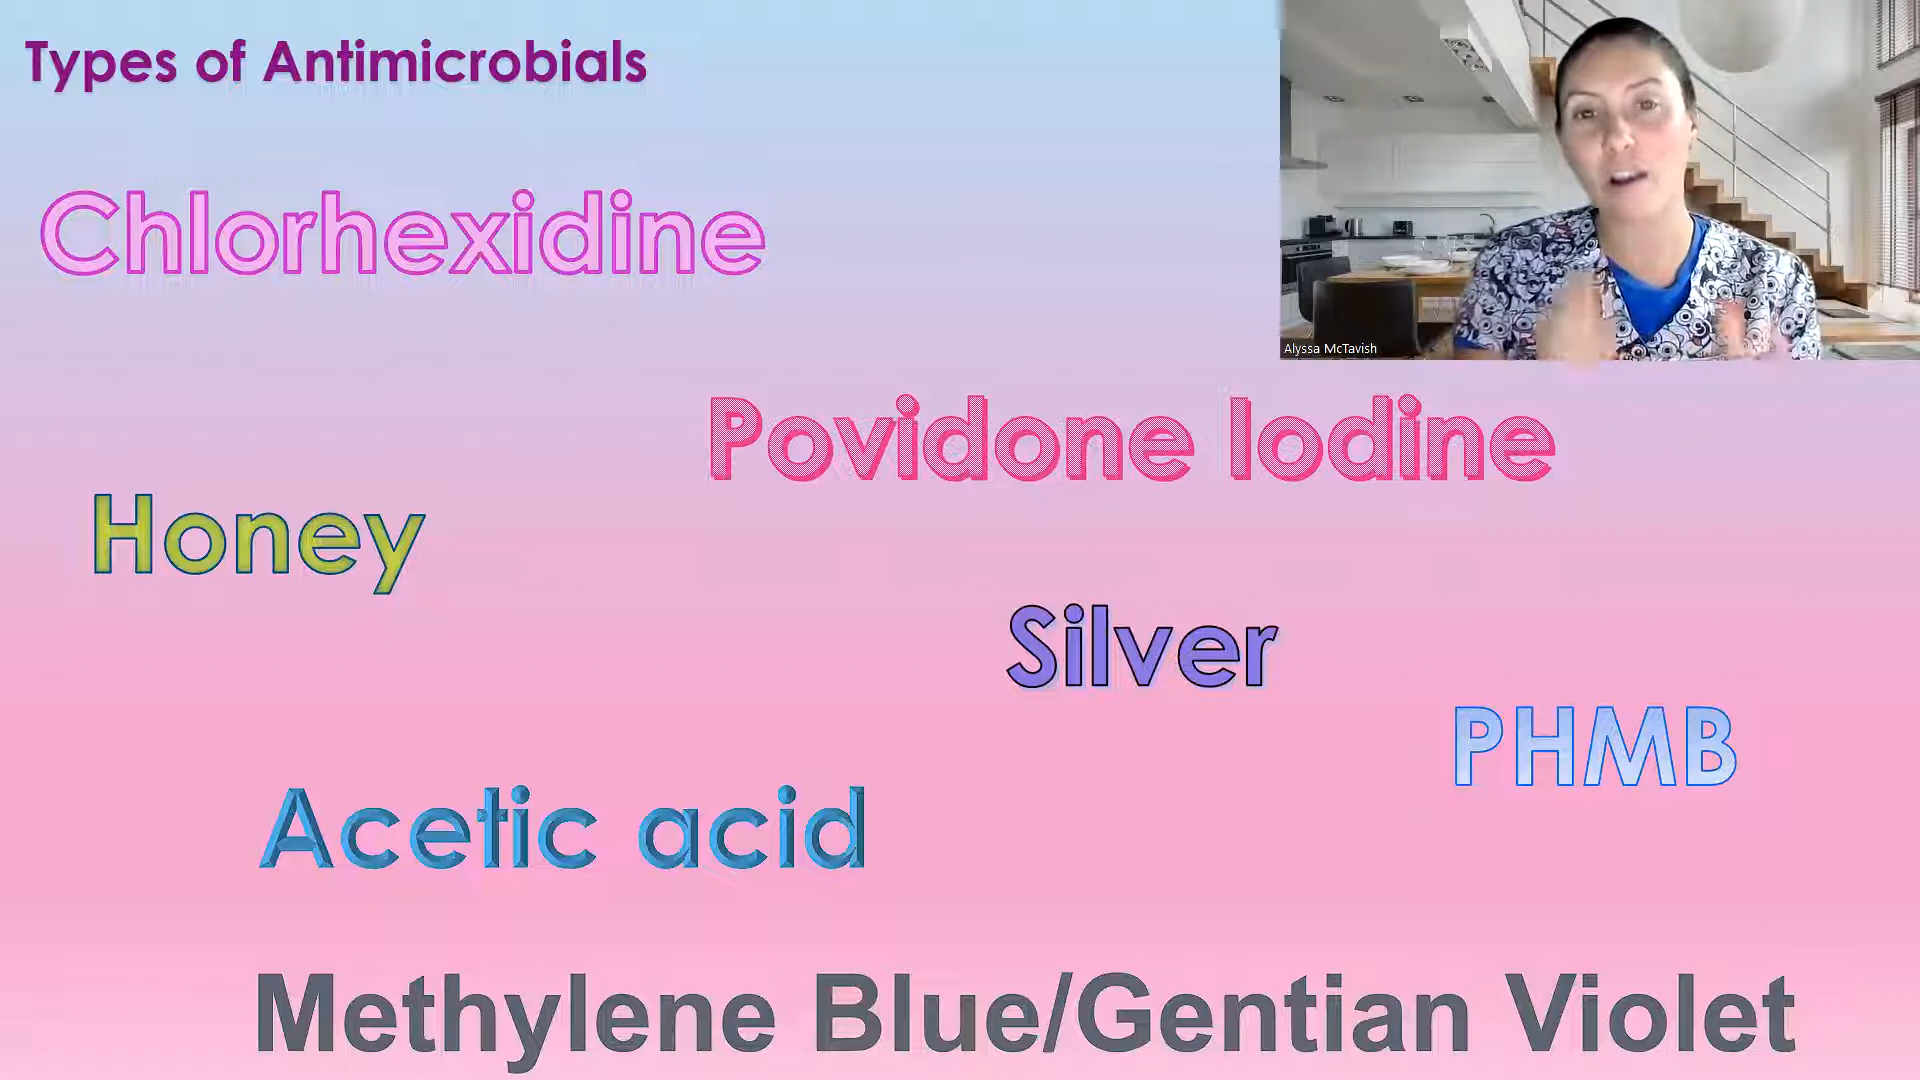 Types of Antimicrobials
Chlorhexidine
Alyssa McTavish
Povidone Iodine
Honey
Silver
PHMB
Acetic acid
Methylene Blue/Gentian Violet